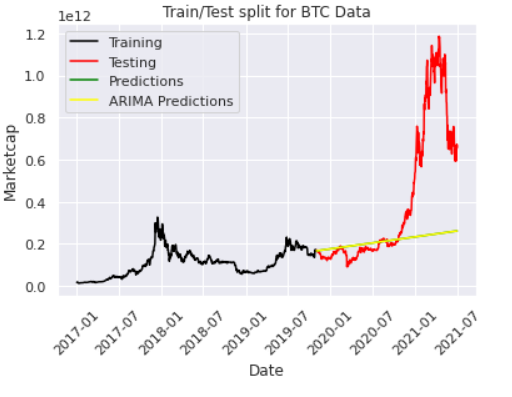 Train/Test split for BTC Data
1e12
1.2
1.0
0.8
0.6
0.4
0.2
0.0
Marketcap
Training
Testing
Predictions
ARIMA Predictions
2017-01
2017-07
2018-01
2018-07
2019-01
2019-07
2020-01
2020-07
2021-01
2021-07
Date